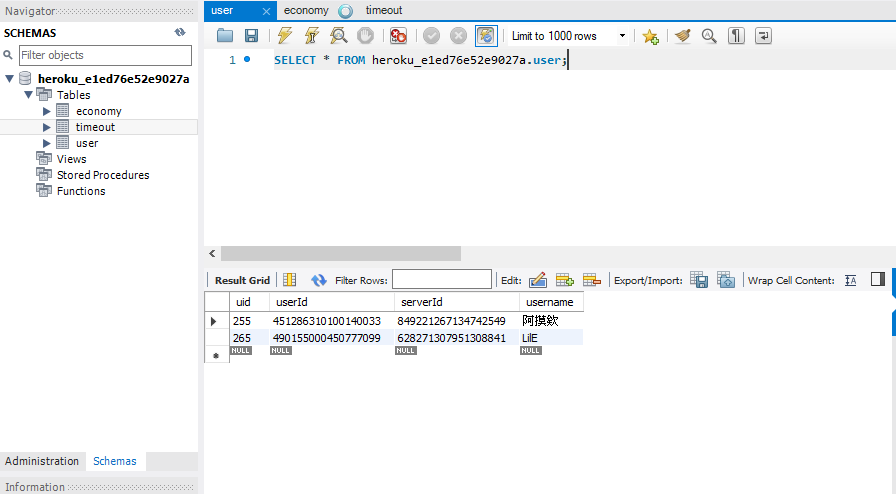 Navigator
user economy timeout
SCHEMAS
Limit to 1000 rows
Filter objects
1 SELECT * FROM heroku_e1ed76e52e9027a.user;
heroku_e1ed76e52e9027a
Tables
economy
timeout
user
Views
Stored Procedures
Functions
Result Grid Filter Rows: Edit: Export/Import: Wrap Cell Content:
uid userId serverId username
255 451286310100140033 849221267134742549 阿摸欸
265 490155000450777099 628271307951308841 LilE
NULL NULL NULL NULL
Administration Schemas
Information